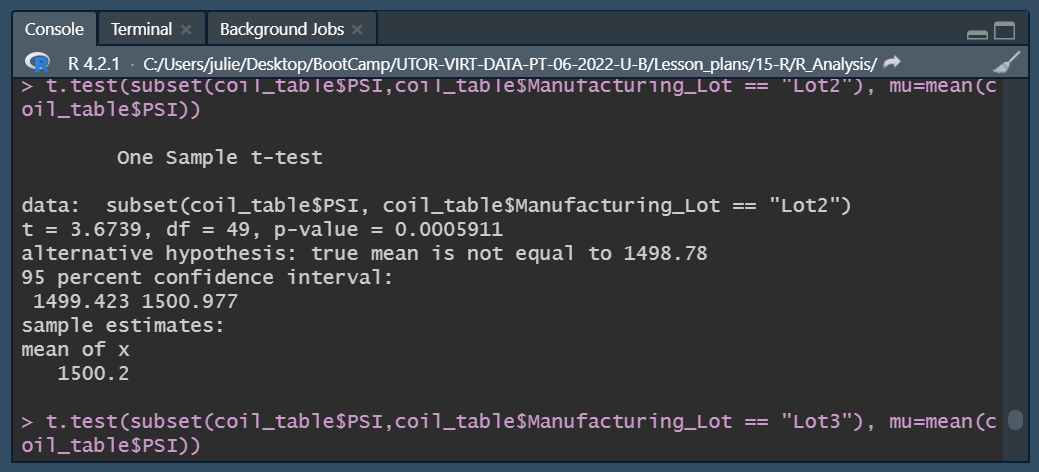 Console Terminal Background Jobs
R 4.2.1 · C:/Users/julie/Desktop/BootCamp/UTOR-VIRT-DATA-PT-06-2022-U-B/Lesson_plans/15-R/R_Analysis/
> t.test(subset(coil_table$PSI,coil_table$Manufacturing_Lot == "Lot2"), mu=mean(c
oil_table$PSI))
One Sample t-test
data:  subset(coil_table$PSI, coil_table$Manufacturing_Lot == "Lot2")
t = 3.6739, df = 49, p-value = 0.0005911
alternative hypothesis: true mean is not equal to 1498.78
95 percent confidence interval:
1499.423 1500.977
sample estimates:
mean of x
1500.2
> t.test(subset(coil_table$PSI,coil_table$Manufacturing_Lot == "Lot3"), mu=mean(c
oil_table$PSI))